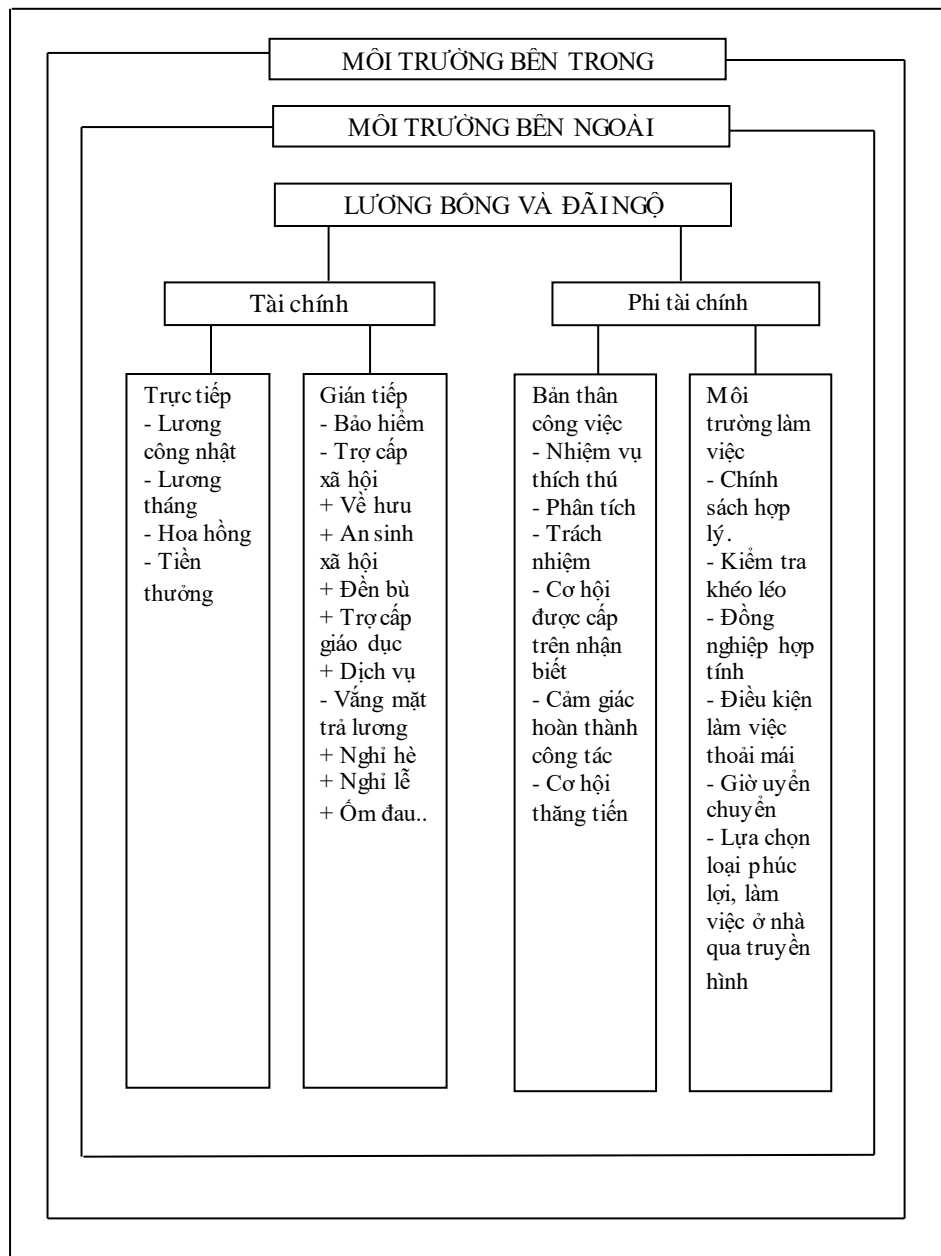 MÔI TRƯỜNG BÊN TRONG
MÔI TRƯỜNG BÊN NGOÀI
LƯƠNG BỔNG VÀ ĐÃI NGỘ
Tài chính
Phi tài chính
Trực tiếp
- Lương
công nhật
- Lương
tháng
- Hoa hồng
- Tiền
thưởng
Gián tiếp
- Bảo hiểm
- Trợ cấp
xã hội
+ Về hưu
+ An sinh
xã hội
+ Đền bù
+ Trợ cấp
giáo dục
+ Dịch vụ
- Vắng mặt
trả lương
+ Nghỉ hè
+ Nghỉ lễ
+ Ốm đau..
Bản thân
công việc
- Nhiệm vụ
thích thú
- Phân tích
- Trách
nhiệm
- Cơ hội
được cấp
trên nhận
biết
- Cảm giác
hoàn thành
công tác
- Cơ hội
thăng tiến
Môi
trường làm
việc
- Chính
sách hợp
lý.
- Kiểm tra
khéo léo
- Đồng
nghiệp hợp
tính
- Điều kiện
làm việc
thoải mái
- Giờ uyển
chuyển
- Lựa chọn
loại phúc
lợi, làm
việc ở nhà
qua truyền
hình